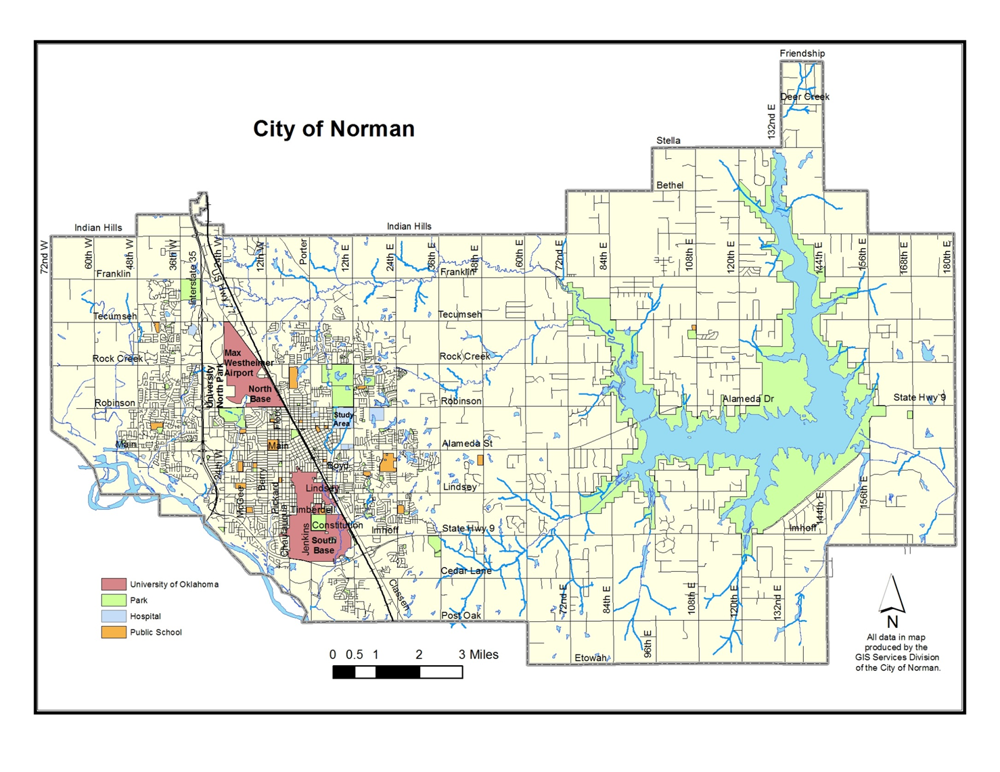 Friendship
Deer Creek
132nd E
City of Norman
Stella
Bethel
Indian Hills
Indian Hills
72nd W
60th W
48th W
36th W
Interstate 35
24th W
US Hwy 77
12th W
Porter
12th E
24th E
36th E
48th E
60th E
72nd E
84th E
108th E
120th E
144th E
156th E
168th E
180th E
Franklin
Franklin
Tecumseh
Tecumseh
Rock Creek
Rock Creek
Max
Westheimer
Airport
University
North Park
North
Base
Robinson
Robinson
Alameda Dr
State Hwy 9
Flood
Study
Area
Main
Main
Alameda St
24th W
Boyd
Berry
McGee
Pickard
Lindsey
Lindsey
Timberdell
Chautauqua
Jenkins
Constitution
Imhoff
State Hwy 9
South
Base
156th E
144th E
Imhoff
Cedar Lane
Classen
Post Oak
72nd E
84th E
96th E
108th E
120th E
132nd E
Etowah
University of Oklahoma
Park
Hospital
Public School
0 0.5 1 2 3 Miles
N
All data in map
produced by the
GIS Services Division
of the City of Norman.